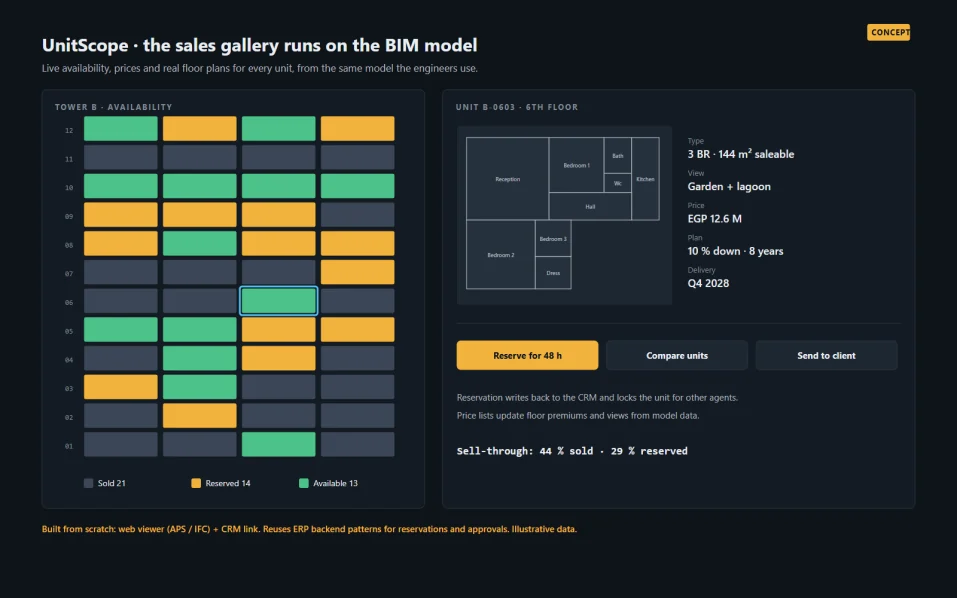 UnitScope · the sales gallery runs on the BIM model
CONCEPT
Live availability, prices and real floor plans for every unit, from the same model the engineers use.
TOWER B · AVAILABILITY
12
11
10
09
08
07
06
05
04
03
02
01
Sold 21
Reserved 14
Available 13
UNIT B-0603 · 6TH FLOOR
Reception
Bedroom 1
Bath
Wc
Kitchen
Hall
Bedroom 2
Bedroom 3
Dress
Type
3 BR · 144 m² saleable
View
Garden + lagoon
Price
EGP 12.6 M
Plan
10 % down · 8 years
Delivery
Q4 2028
Reserve for 48 h
Compare units
Send to client
Reservation writes back to the CRM and locks the unit for other agents.
Price lists update floor premiums and views from model data.
Sell-through: 44 % sold · 29 % reserved
Built from scratch: web viewer (APS / IFC) + CRM link. Reuses ERP backend patterns for reservations and approvals. Illustrative data.